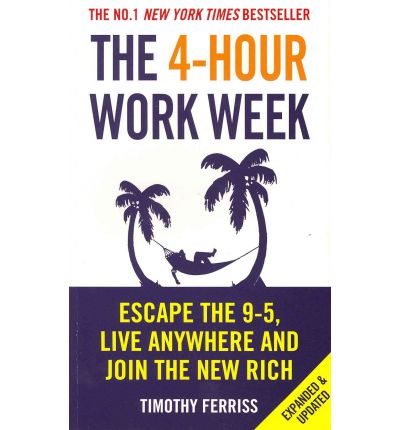 THE NO.1 NEW YORK TIMES BESTSELLER
THE 4-HOUR
WORK WEEK
ESCAPE THE 9-5,
LIVE ANYWHERE AND
JOIN THE NEW RICH
TIMOTHY FERRISS
EXPANDED &
UPDATED